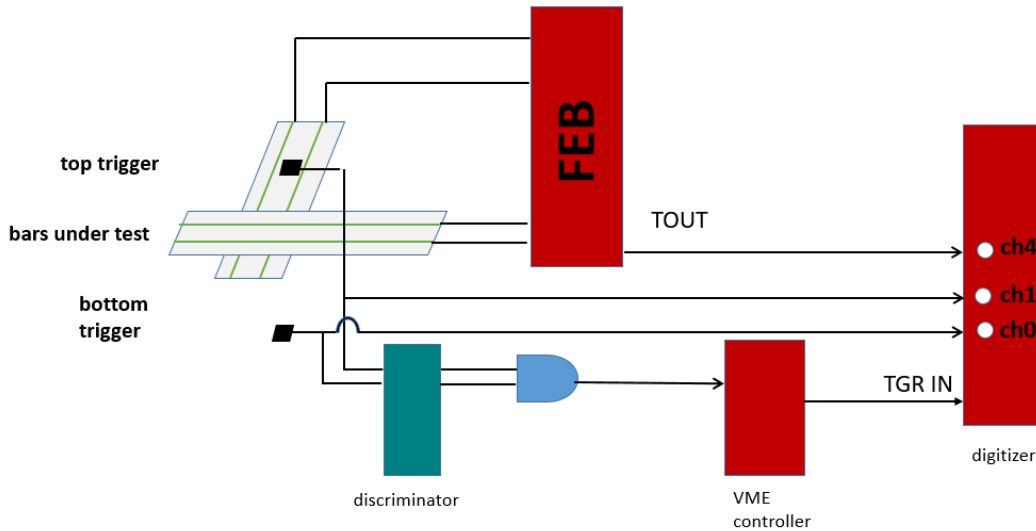 FEB
top trigger
TOUT
bars under test
ch4
ch1
bottom
trigger
ch0
TGR IN
digitizer
discriminator
VME
controller